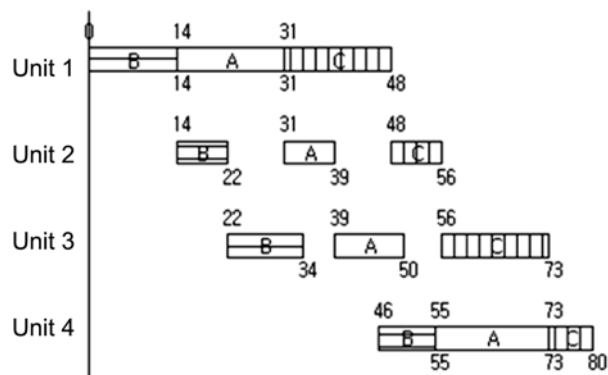 0 14 31
Unit 1 B A C
14 31 48
14 31 48
Unit 2 B A C
22 39 56
22 39 56
Unit 3 B A C
34 50 73
46 55 73
Unit 4 B A C
55 73 80